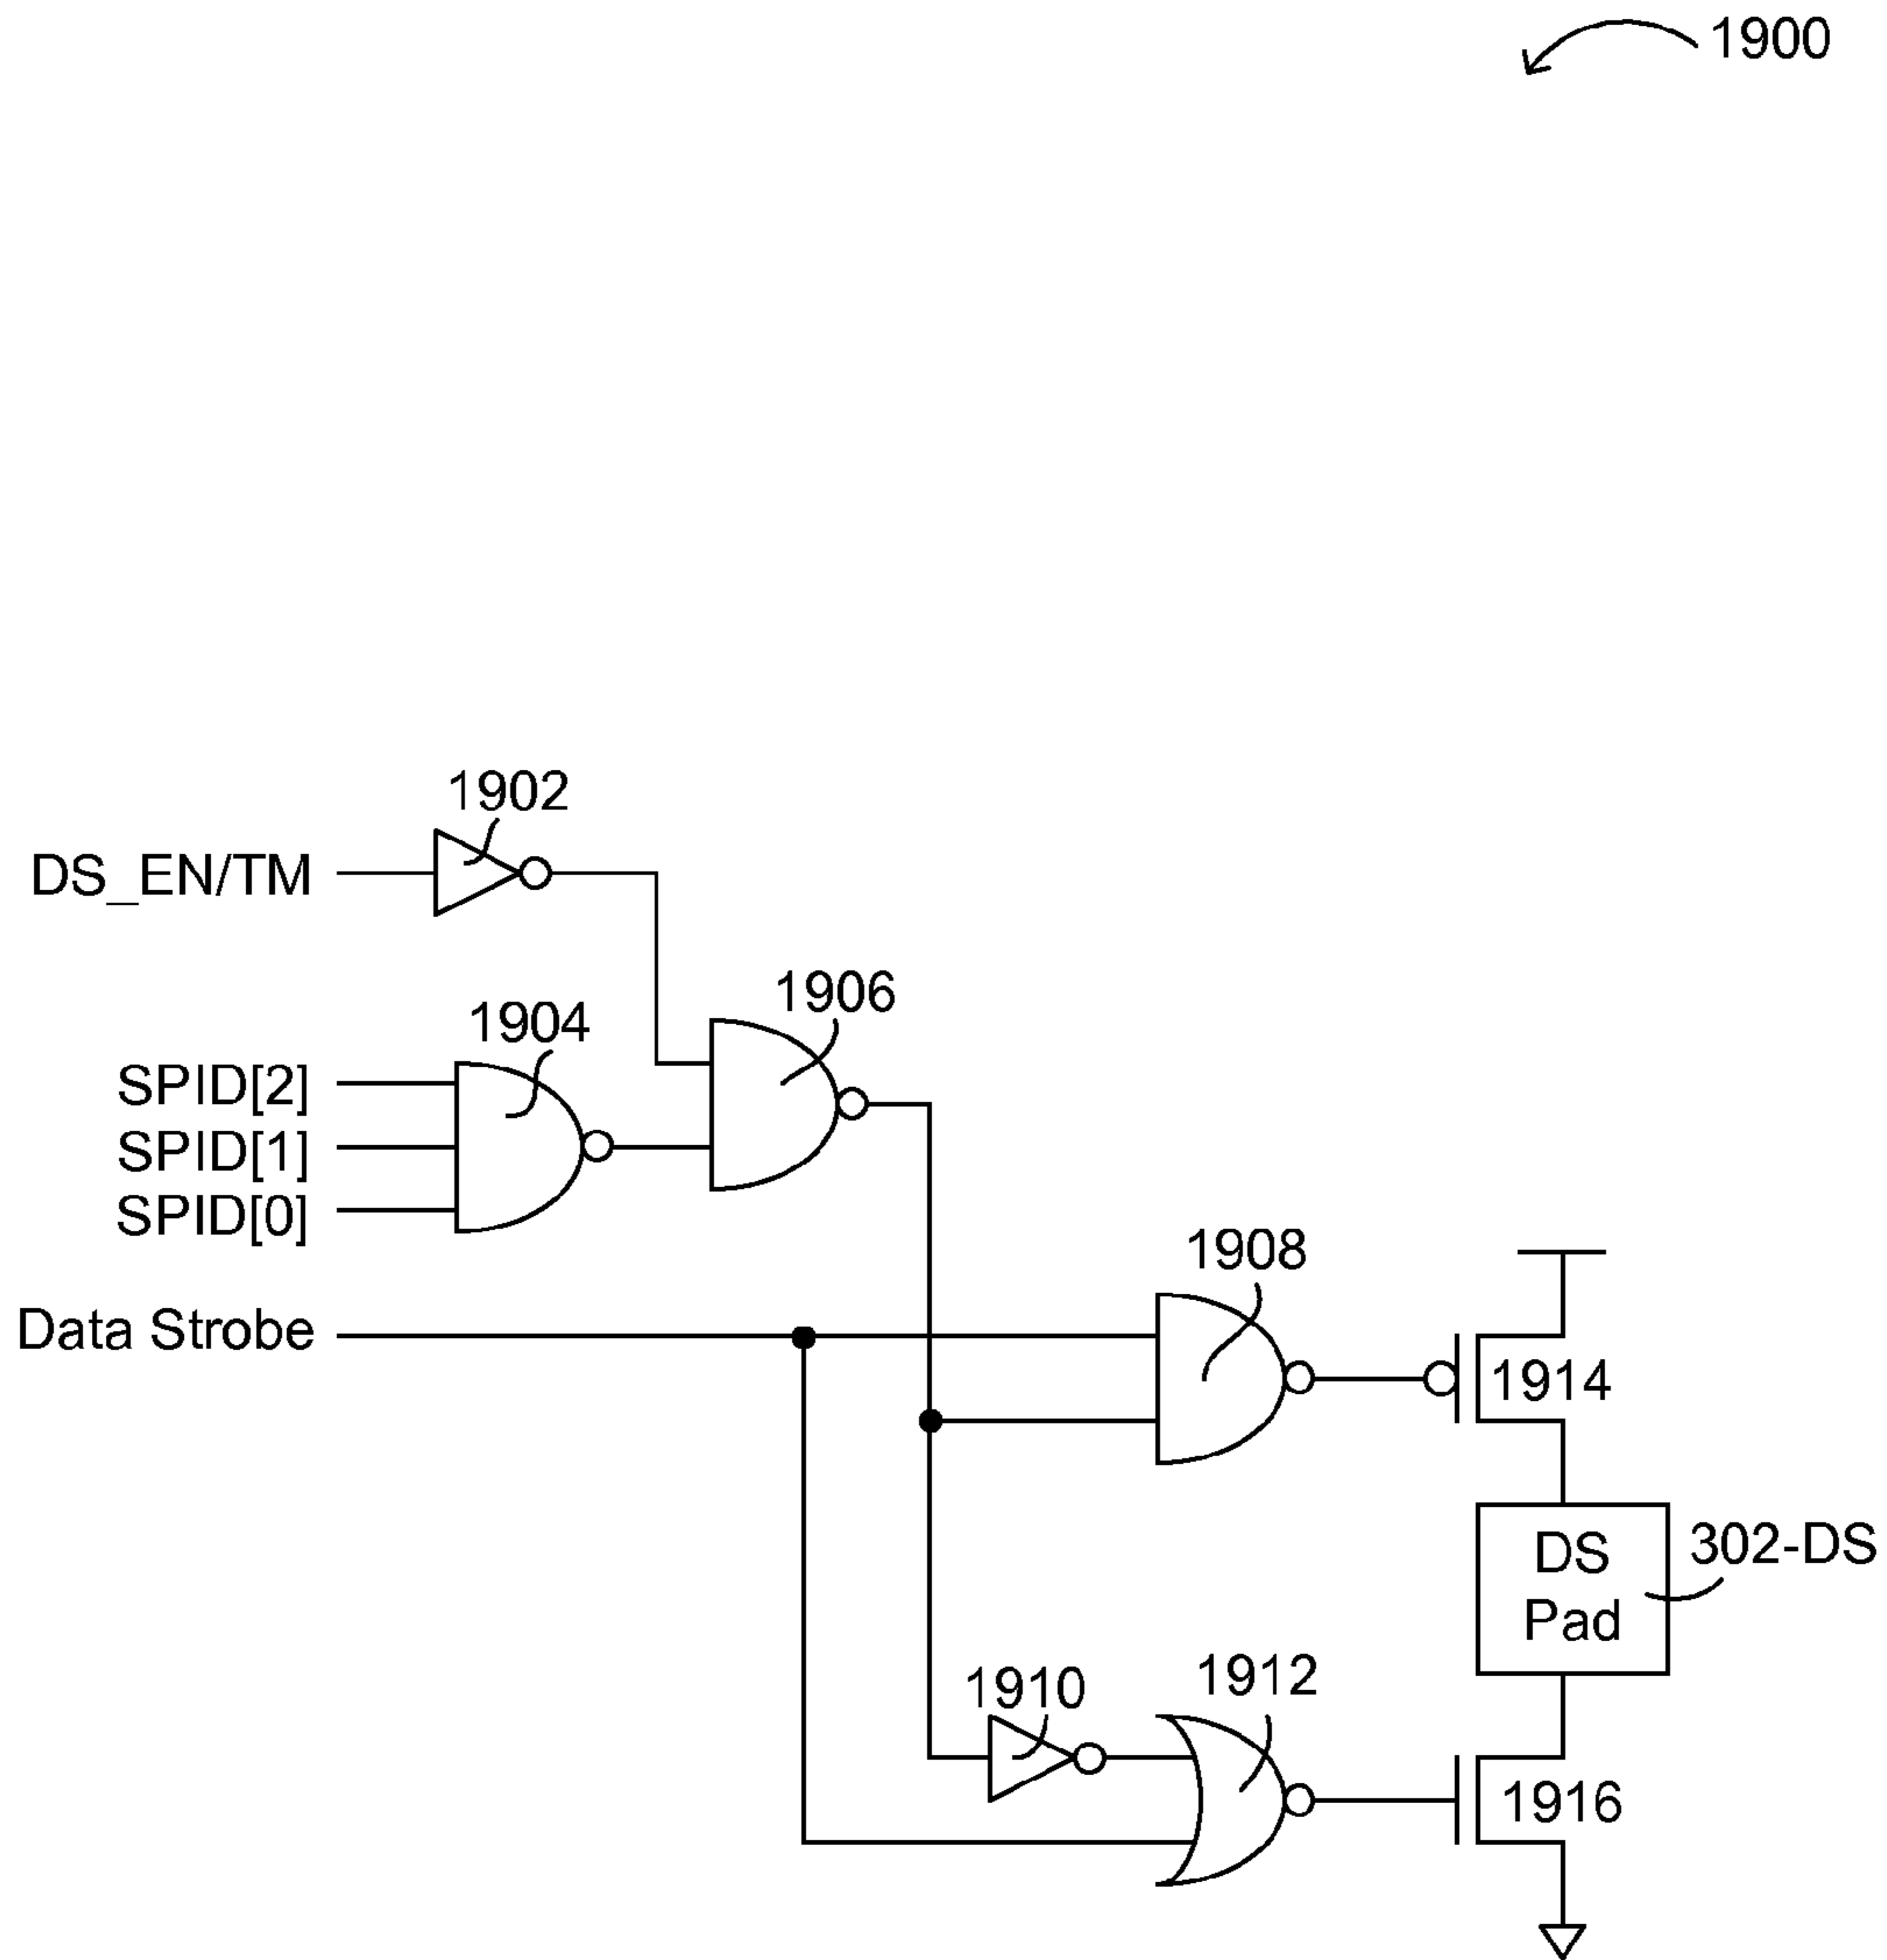 1900
1902
DS_EN/TM
1906
1904
SPID[2]
SPID[1]
SPID[0]
1908
Data Strobe
1914
302-DS
DS
Pad
1910
1912
1916